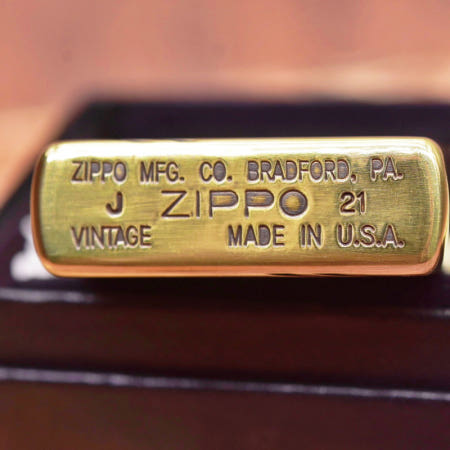 ZIPPO MFG. CO. BRADFORD, PA.
J ZIPPO 21
VINTAGE MADE IN U.S.A.